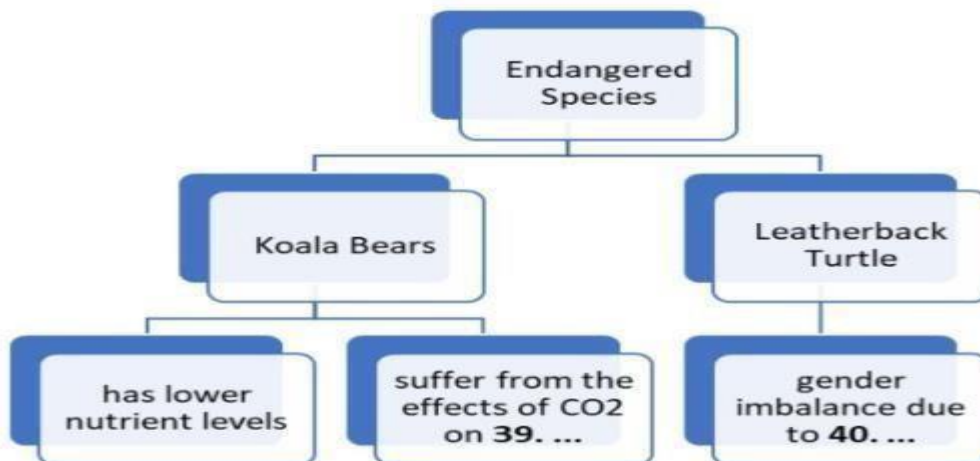 Endangered
Species
Koala Bears
Leatherback
Turtle
has lower
nutrient levels
suffer from the
effects of CO2
on 39. ...
gender
imbalance due
to 40. ...